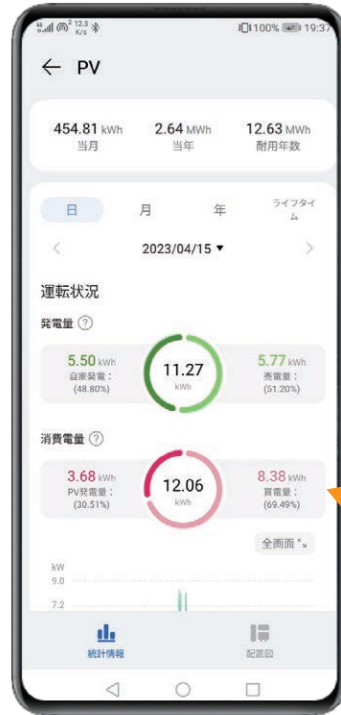 12.5 K/s 100% 19:37
← PV
454.81 kWh 2.64 MWh 12.63 MWh
当月 当年 耐用年数
日 月 年 ライフタイム
< 2023/04/15 ▼ >
運転状況
発電量 ?
5.50 kWh 11.27 5.77 kWh
自家発電： kWh 売電量：
(48.80%) (51.20%)
消費電量 ?
3.68 kWh 12.06 8.38 kWh
PV発電量： kWh 買電量：
(30.51%) (69.49%)
全画面
kW
9.0
7.2
統計情報 配置図